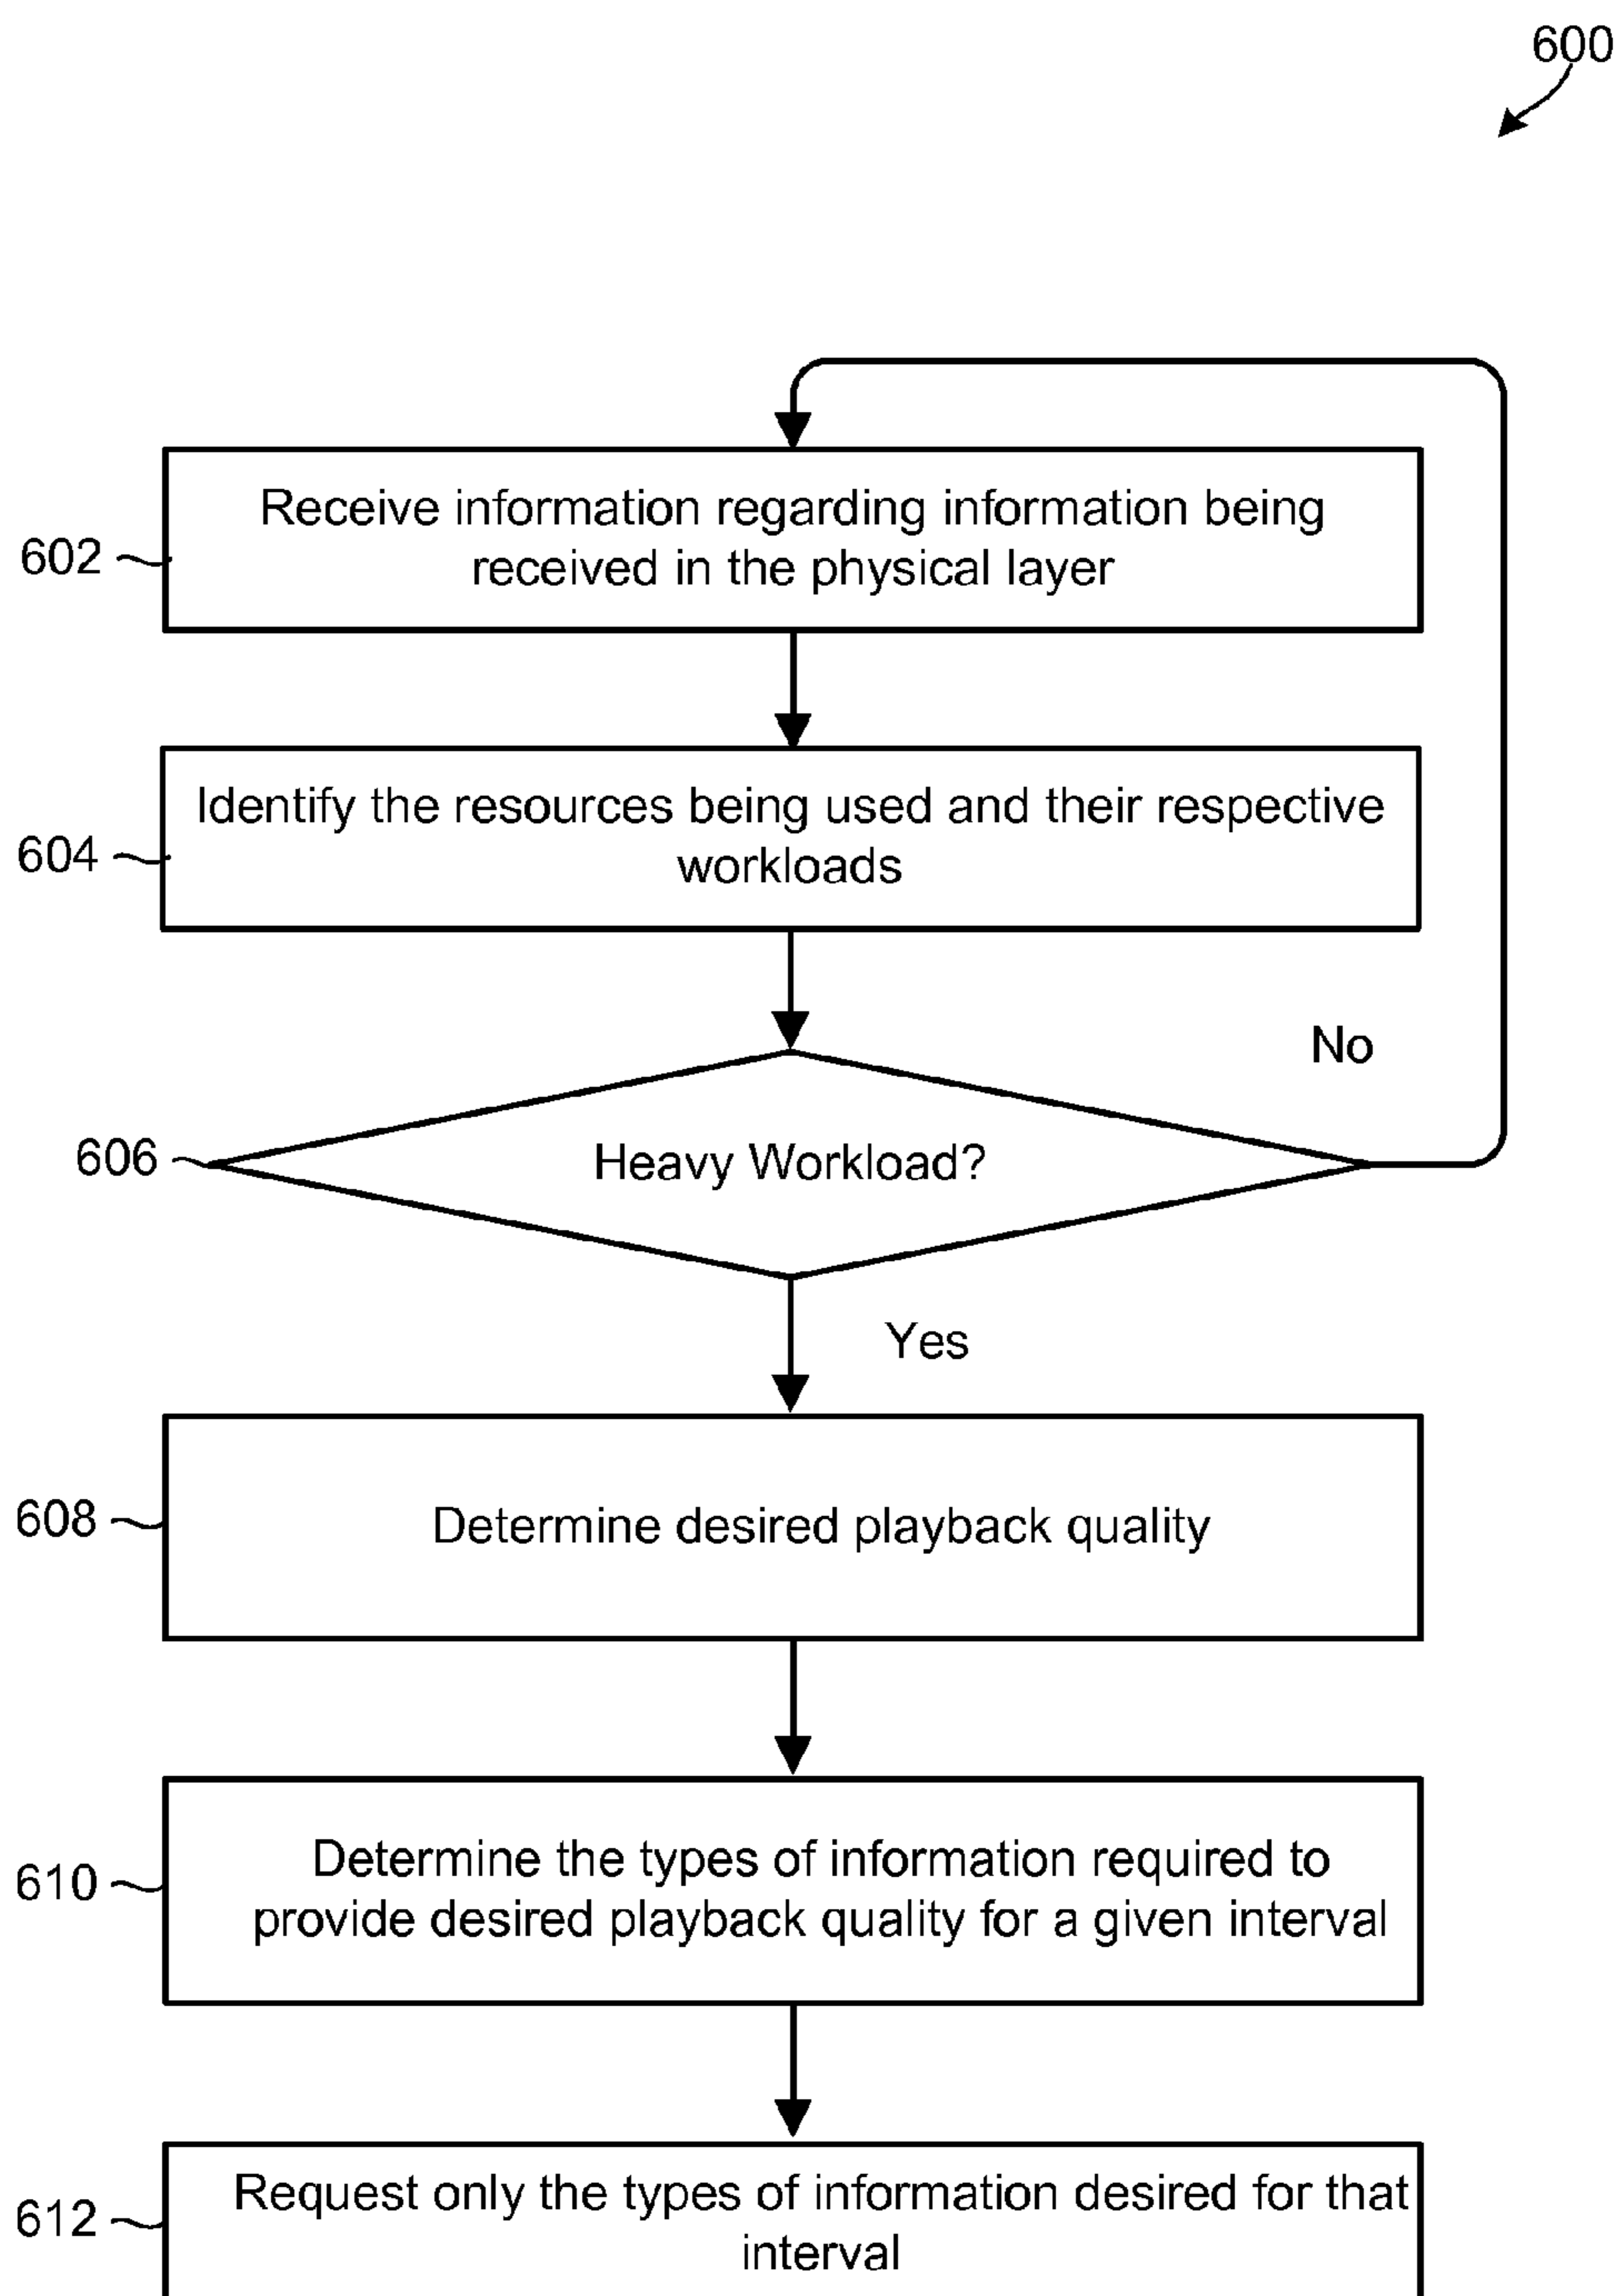 600
602
Receive information regarding information being
received in the physical layer
604
Identify the resources being used and their respective
workloads
No
606
Heavy Workload?
Yes
608
Determine desired playback quality
610
Determine the types of information required to
provide desired playback quality for a given interval
612
Request only the types of information desired for that
interval